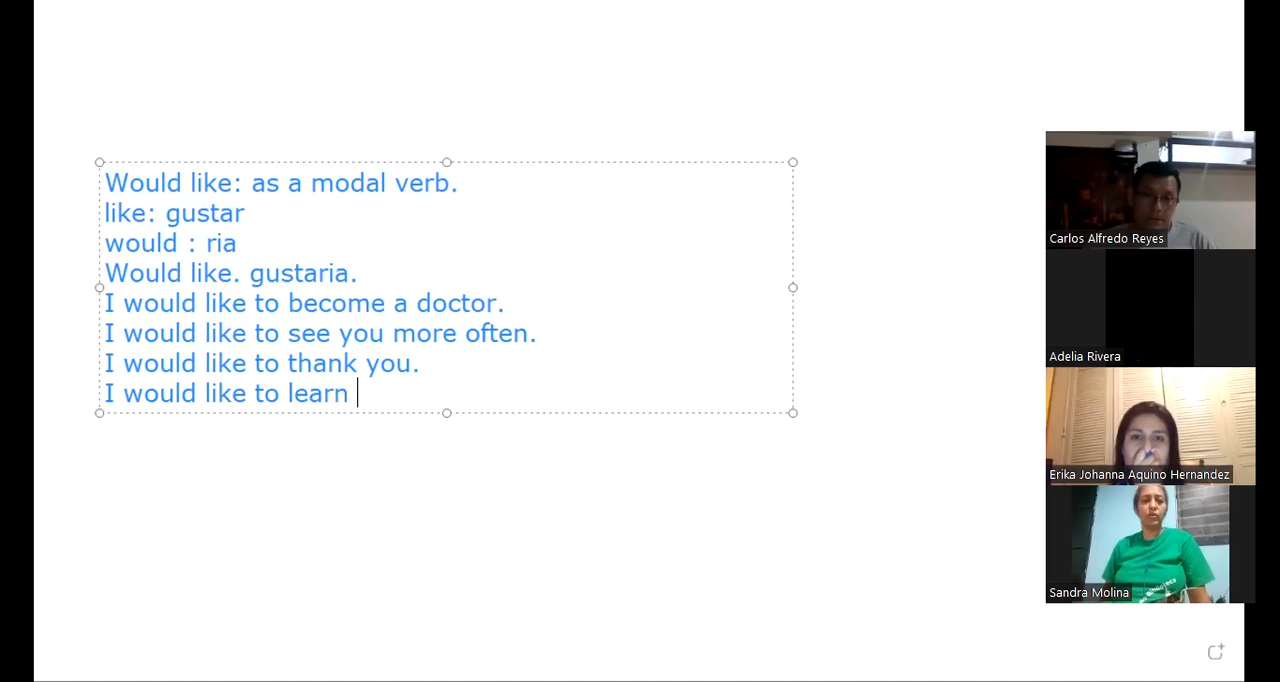 Would like: as a modal verb.
like: gustar
would : ria
Would like. gustaria.
I would like to become a doctor.
I would like to see you more often.
I would like to thank you.
I would like to learn
Carlos Alfredo Reyes
Adelia Rivera
Erika Johanna Aquino Hernandez
Sandra Molina